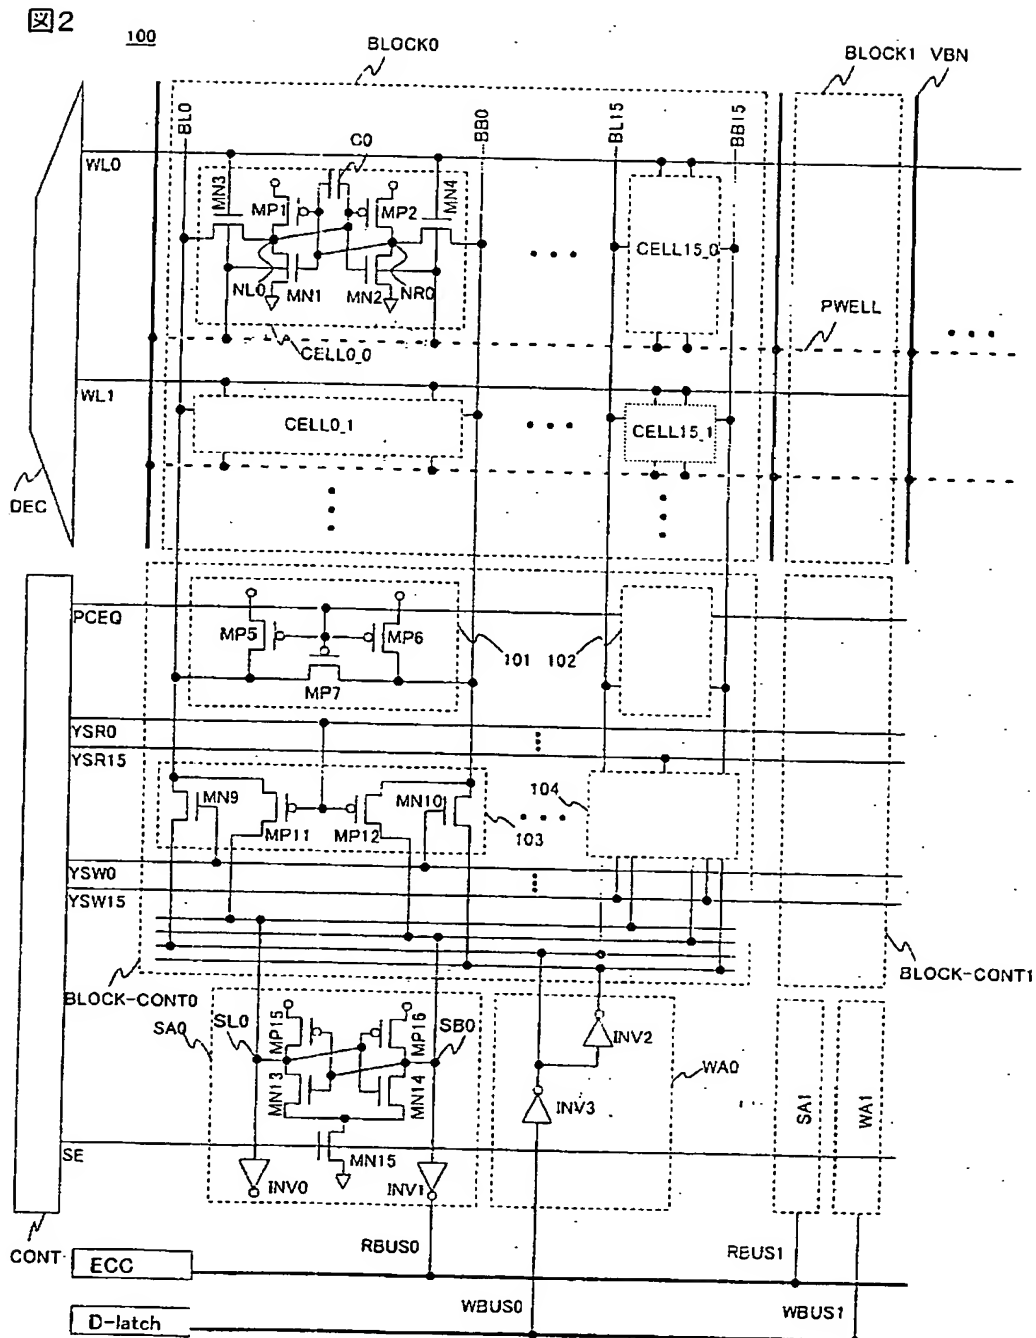 図2
100
BLOCK0
BLOCK1 VBN
BL0
BB0
BL15
BB15
WL0
MN3
C0
MN4
MP1
MP2
CELL15_0
NL0
MN1
MN2
NR0
PWELL
CELL0_0
WL1
CELL0_1
CELL15_1
DEC
PCEQ
MP5
MP6
101
102
MP7
YSR0
YSR15
MN9
MP11
MP12
MN10
103
104
YSW0
YSW15
BLOCK-CONT0
BLOCK-CONT1
SA0
SL0
MP15
MP16
SB0
INV2
WA0
MN13
MN14
INV3
SA1
WA1
SE
MN15
INV0
INV1
CONT
RBUS0
RBUS1
ECC
WBUS0
WBUS1
D-latch